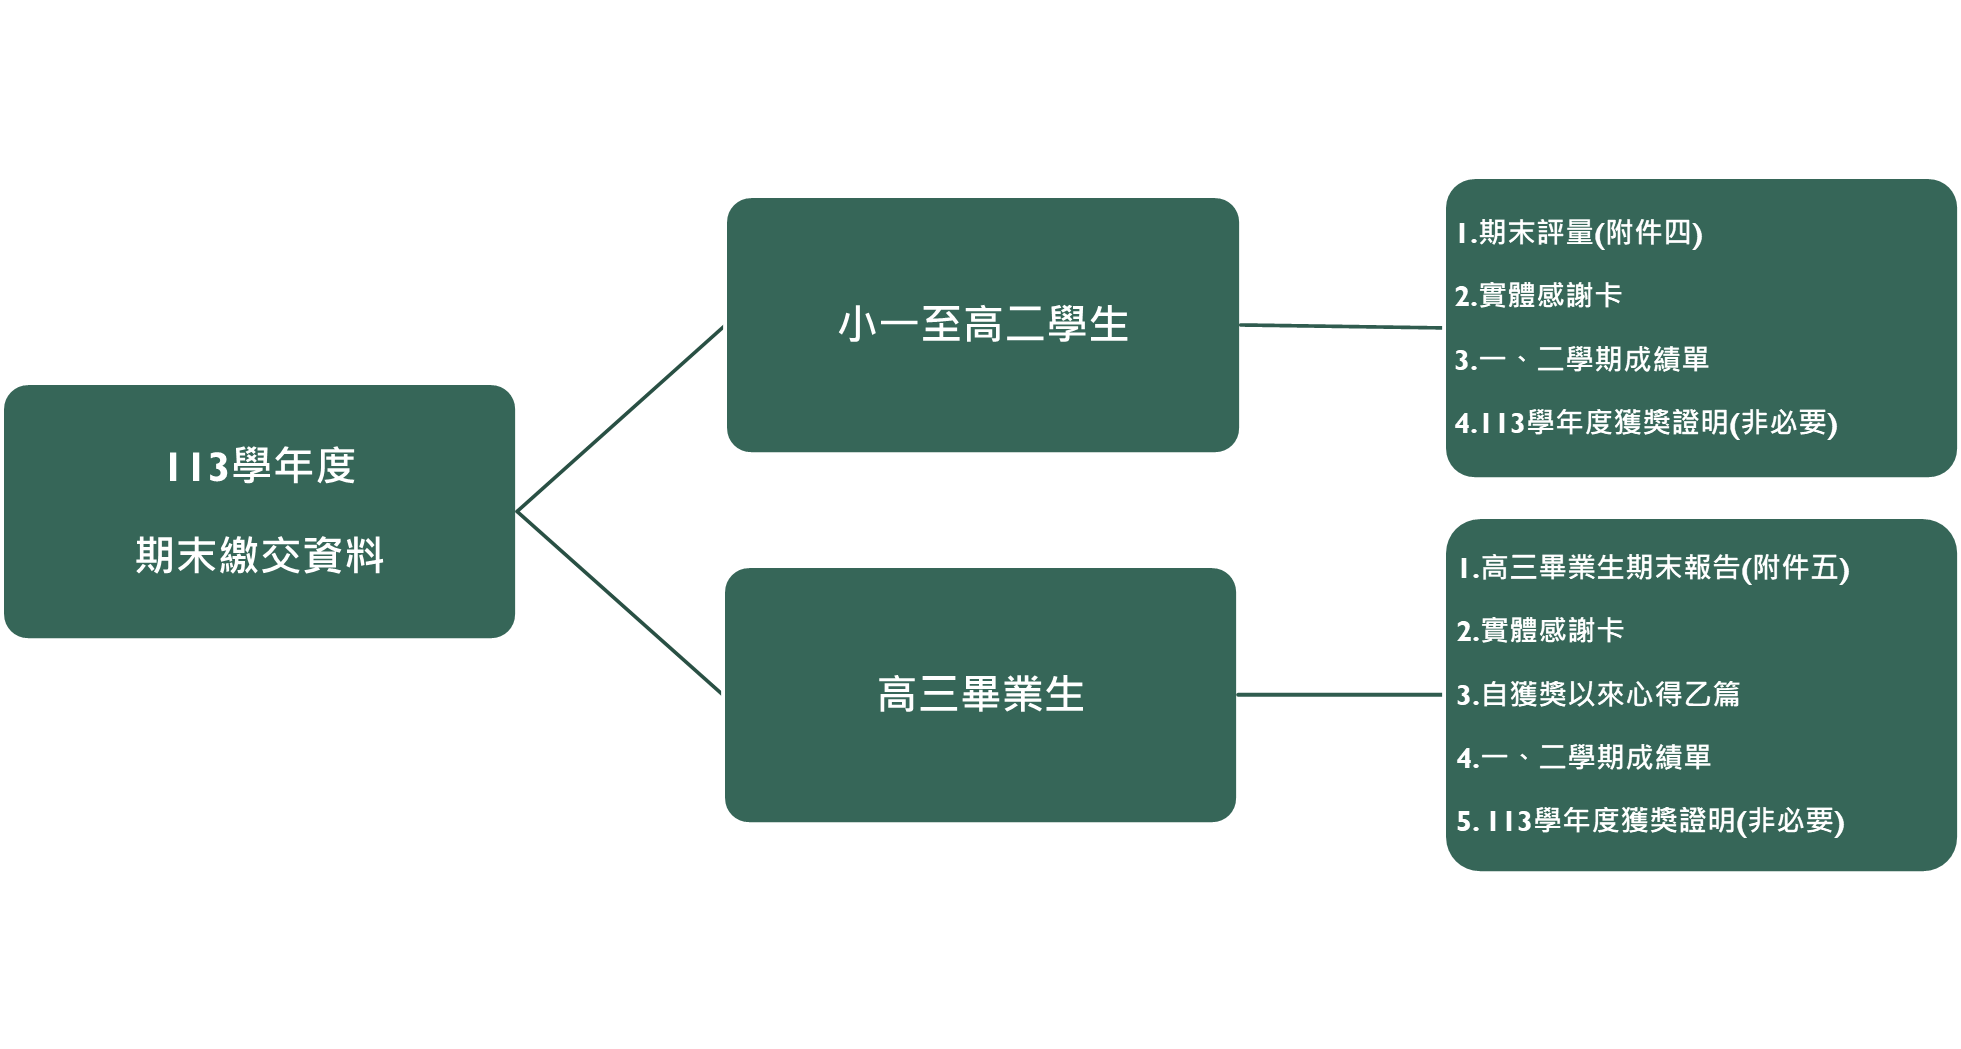 113學年度
期末繳交資料
小一至高二學生
1.期末評量(附件四)
2.實體感謝卡
3.一、二學期成績單
4.113學年度獲獎證明(非必要)
高三畢業生
1.高三畢業生期末報告(附件五)
2.實體感謝卡
3.自獲獎以來心得乙篇
4.一、二學期成績單
5. 113學年度獲獎證明(非必要)